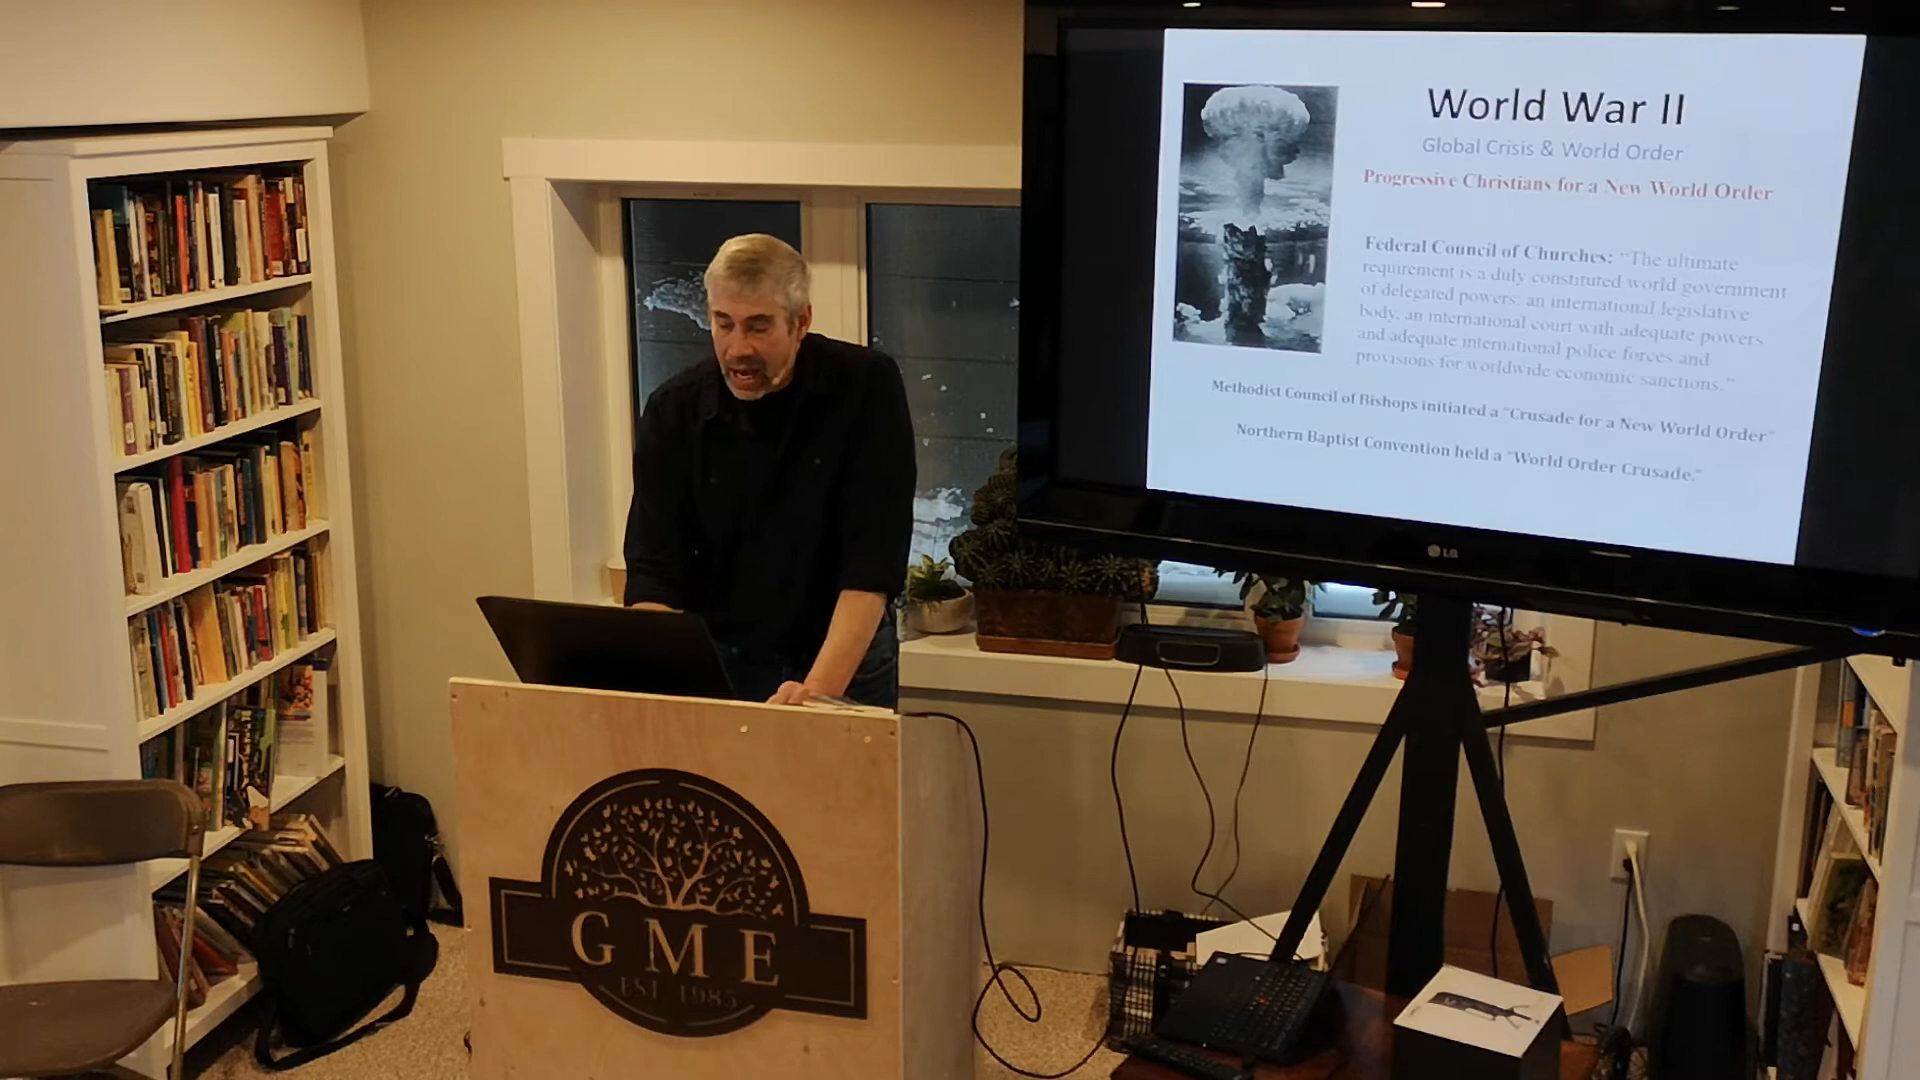 World War II
Global Crisis & World Order
Progressive Christians for a New World Order
Federal Council of Churches: "The ultimate
requirement is a duly constituted world government
of delegated powers: an international legislative
body, an international court with adequate powers
and adequate international police forces and
provisions for worldwide economic sanctions."
Methodist Council of Bishops initiated a "Crusade for a New World Order"
Northern Baptist Convention held a "World Order Crusade."
LG
GME
EST 1985